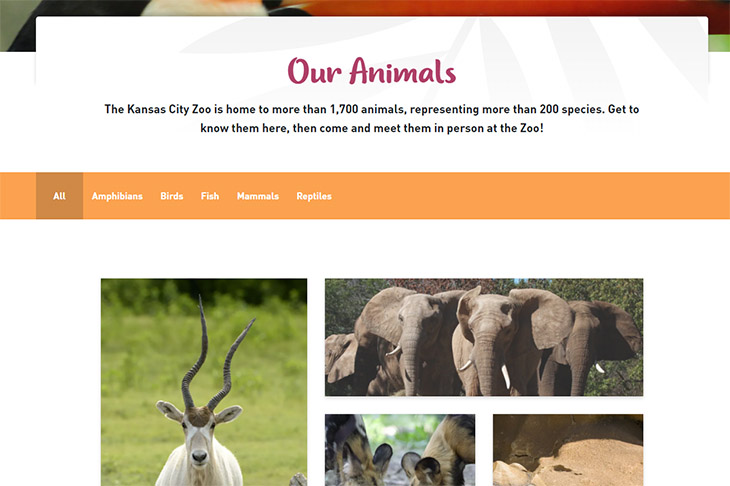 Our Animals
The Kansas City Zoo is home to more than 1,700 animals, representing more than 200 species. Get to
know them here, then come and meet them in person at the Zoo!
All Amphibians Birds Fish Mammals Reptiles